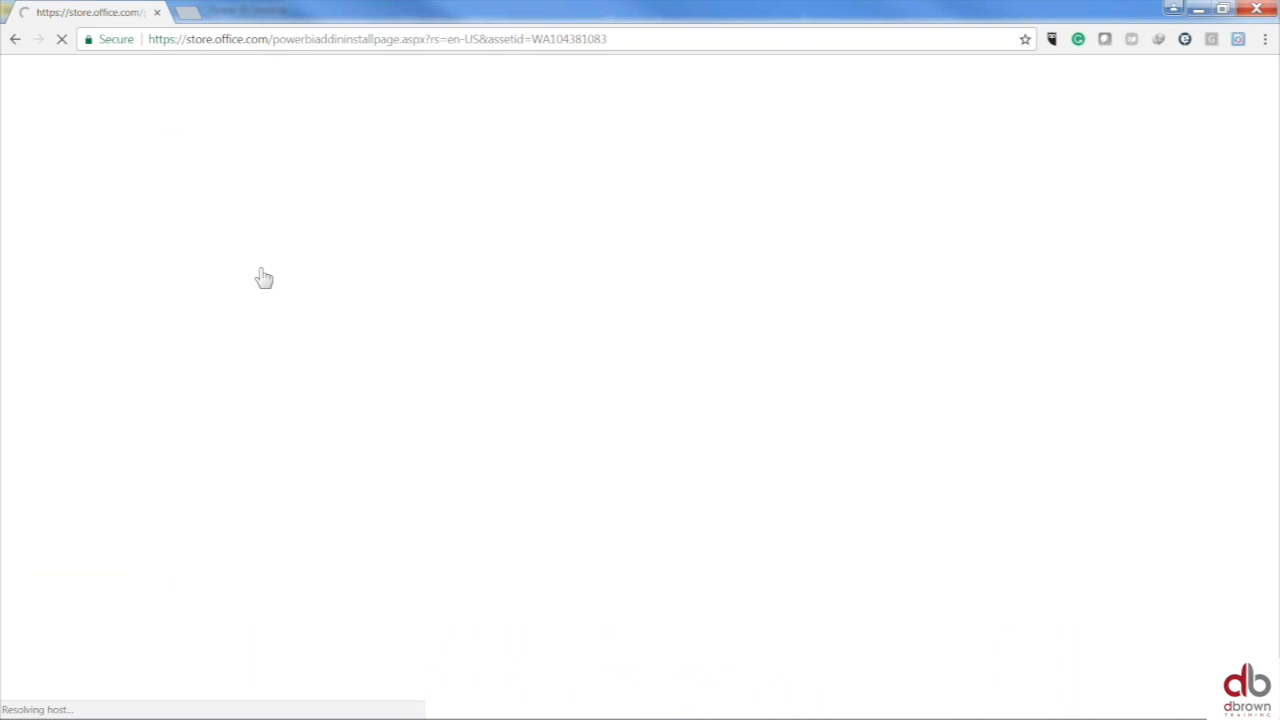 https://store.office.com/
Secure
https://store.office.com/powerbiaddininstallpage.aspx?rs=en-US&assetid=WA104381083
Resolving host...
db
dbrown
TRAINING